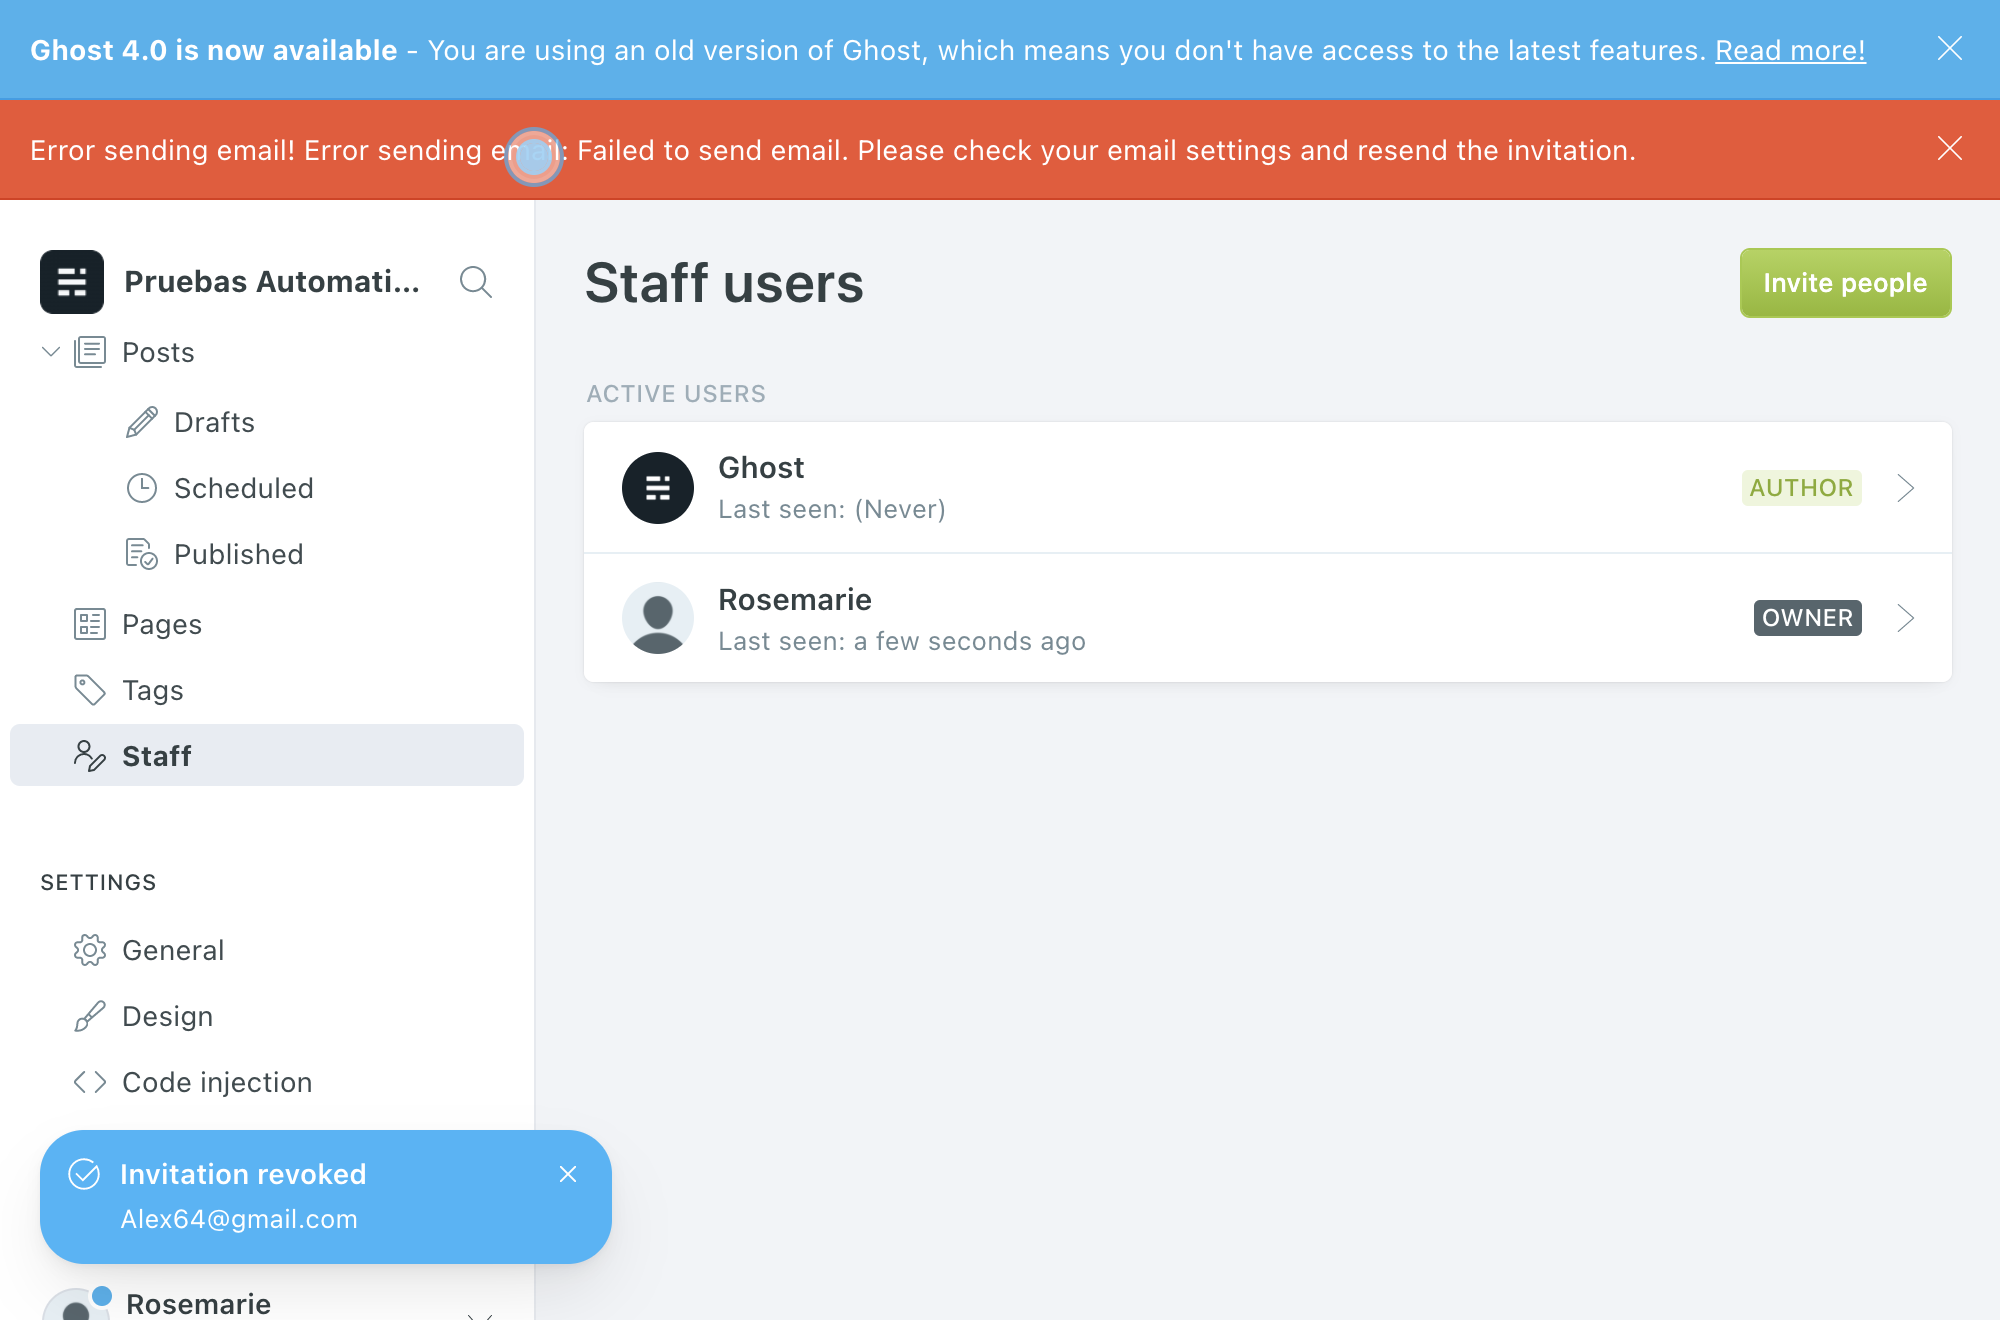 Ghost 4.0 is now available - You are using an old version of Ghost, which means you don't have access to the latest features. Read more!
Error sending email! Error sending email: Failed to send email. Please check your email settings and resend the invitation.
Pruebas Automati...
Posts
Drafts
Scheduled
Published
Pages
Tags
Staff
SETTINGS
General
Design
Code injection
Invitation revoked
Alex64@gmail.com
Rosemarie
Staff users
Invite people
ACTIVE USERS
Ghost
Last seen: (Never)
AUTHOR
Rosemarie
Last seen: a few seconds ago
OWNER